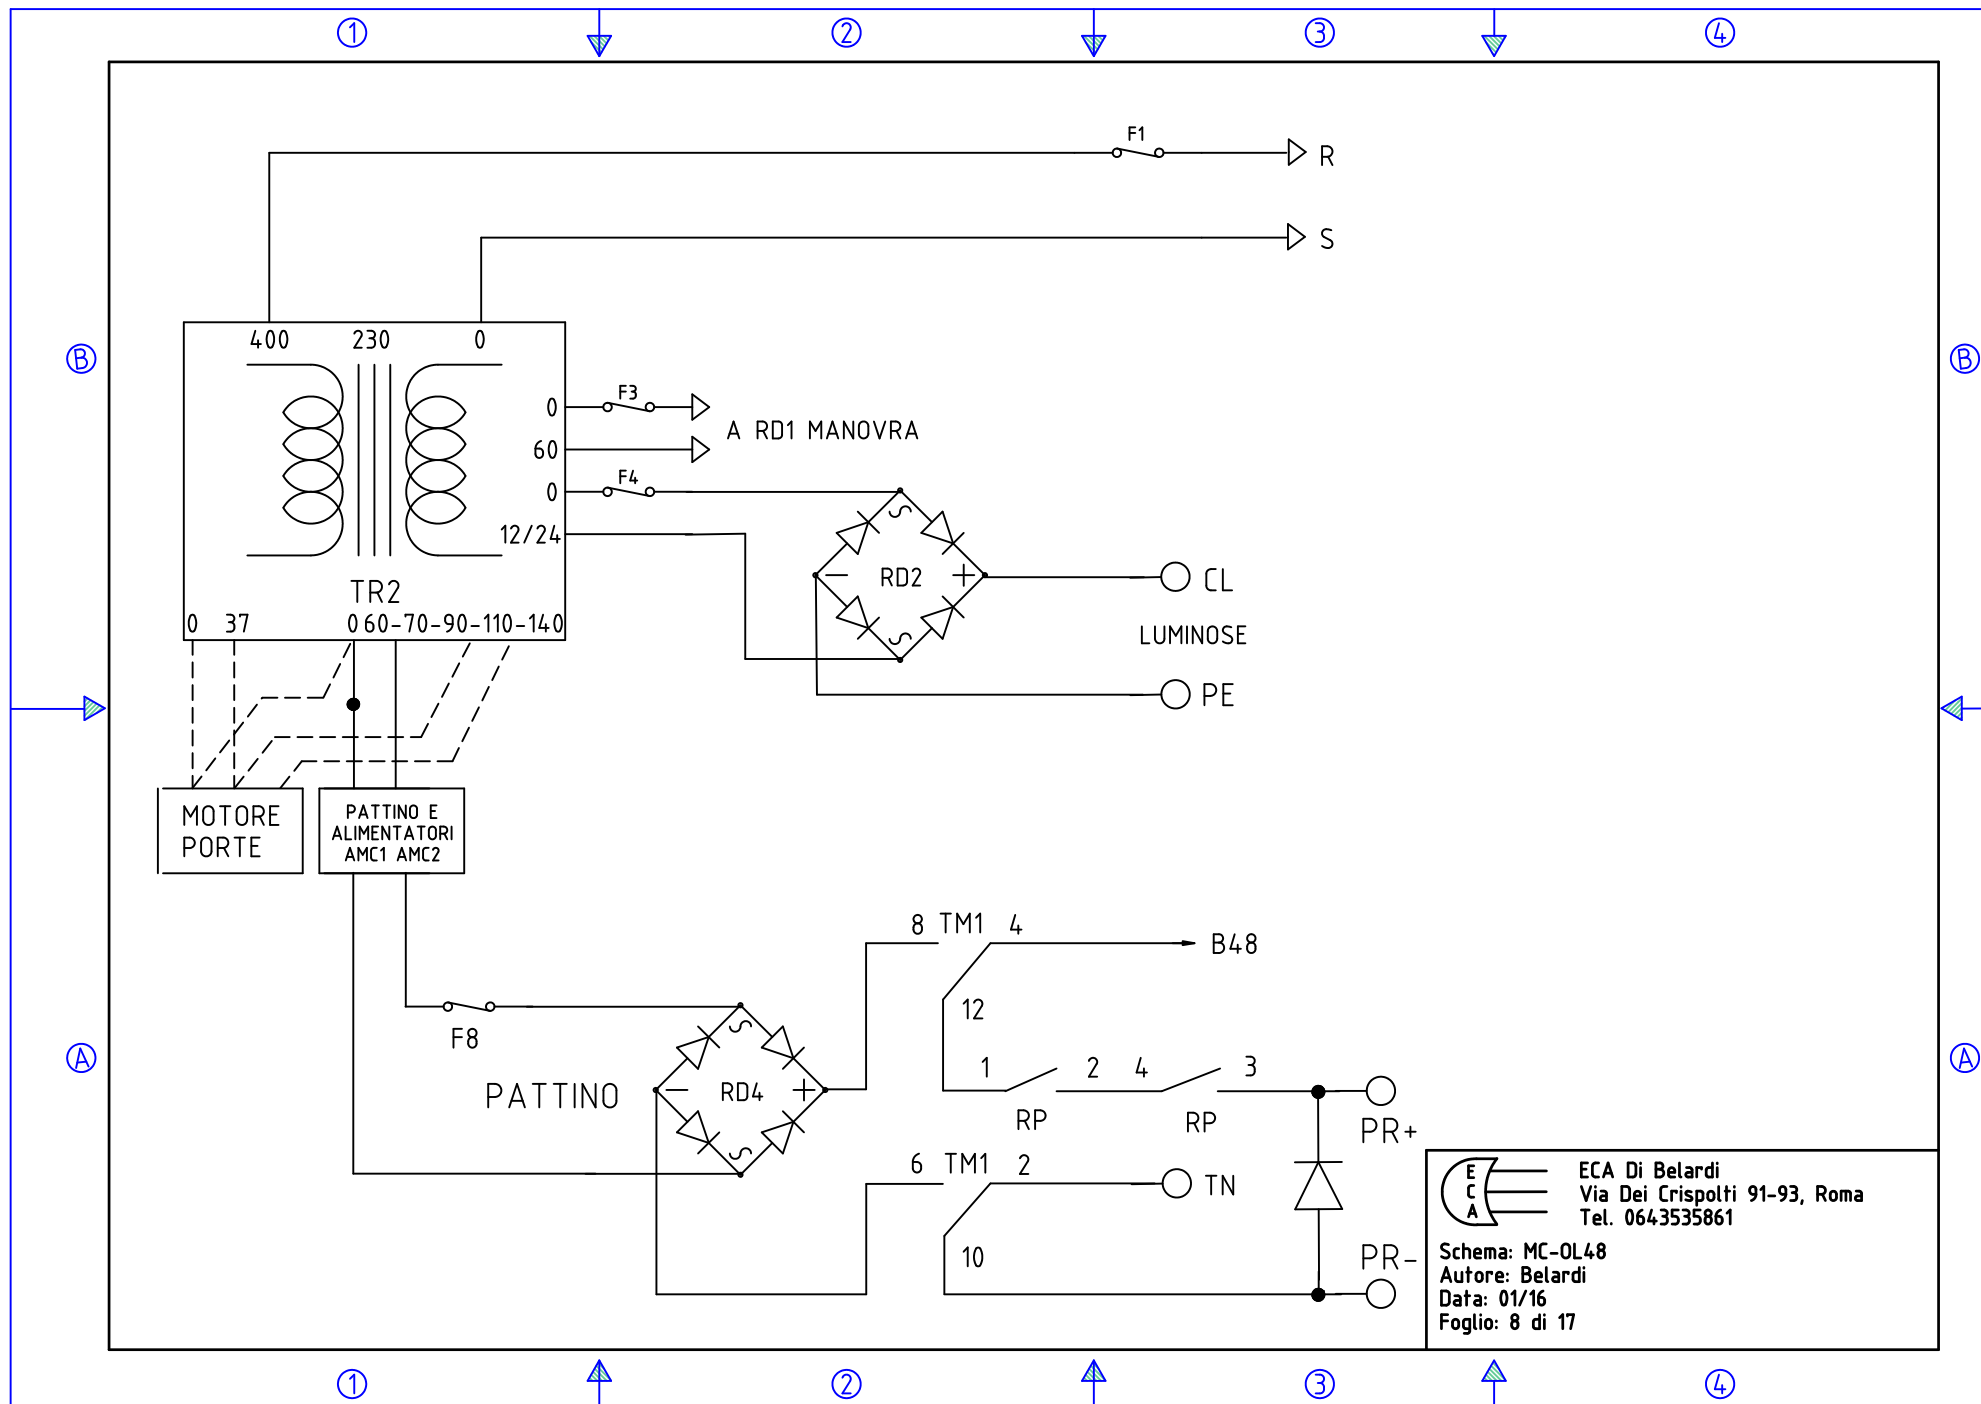 1 2 3 4
F1
R
S
B B
400 230 0
F3
0
A RD1 MANOVRA
60
F4
0
S
12/24
− RD2 +
CL
TR2
LUMINOSE
0 37 0 60-70-90-110-140
S
PE
MOTORE
PORTE
PATTINO E
ALIMENTATORI
AMC1 AMC2
8 TM1 4
B48
12
F8
S
A A
1 2 4 3
PATTINO
− RD4 +
RP RP
PR+
S
6 TM1 2
TN
10
PR-
E
C
A
ECA Di Belardi
Via Dei Crispolti 91-93, Roma
Tel. 0643535861
Schema: MC-OL48
Autore: Belardi
Data: 01/16
Foglio: 8 di 17
1 2 3 4